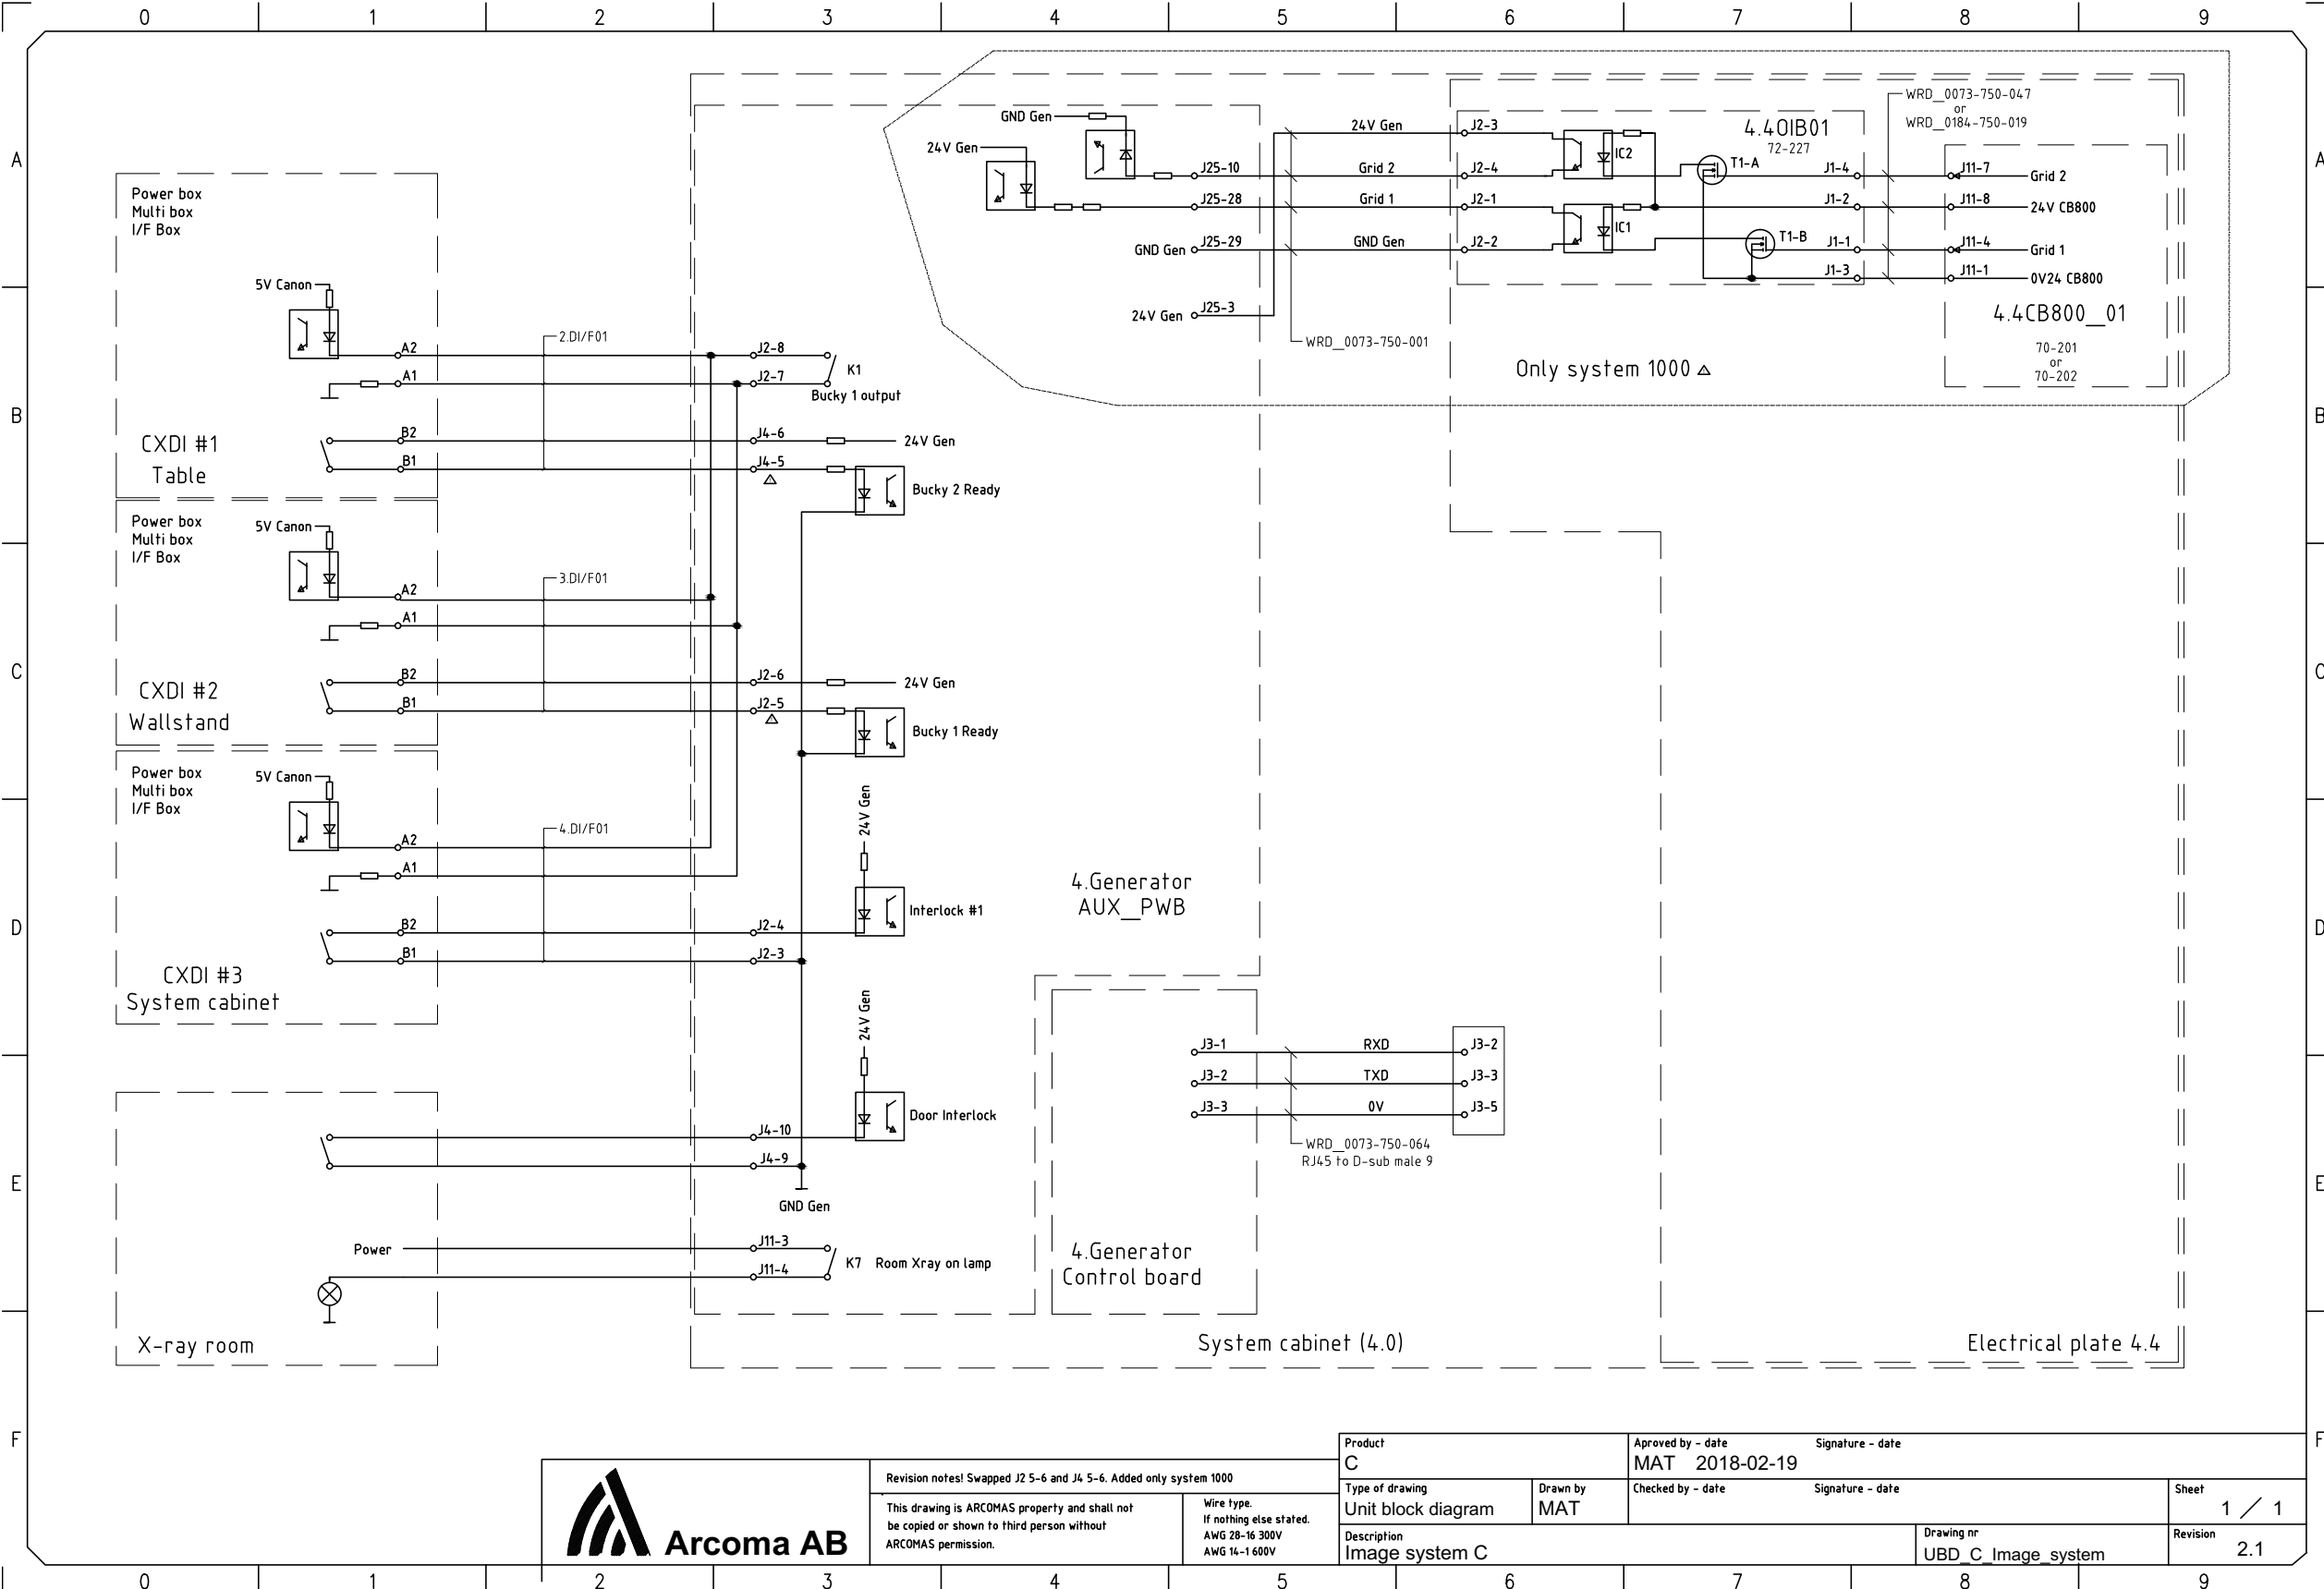 0 1 2 3 4 5 6 7 8 9
A
B
C
D
E
F
A
B
C
D
E
F
Power box
Multi box
I/F Box
5V Canon
A2
A1
B2
B1
CXDI #1
Table
2.DI/F01
Power box
Multi box
I/F Box
5V Canon
A2
A1
B2
B1
CXDI #2
Wallstand
3.DI/F01
Power box
Multi box
I/F Box
5V Canon
A2
A1
B2
B1
CXDI #3
System cabinet
4.DI/F01
J2-8
J2-7
K1
Bucky 1 output
J4-6
24V Gen
J4-5
Bucky 2 Ready
J2-6
24V Gen
J2-5
Bucky 1 Ready
24V Gen
Interlock #1
J2-4
J2-3
24V Gen
Door Interlock
J4-10
J4-9
GND Gen
Power
J11-3
J11-4
K7 Room Xray on lamp
X-ray room
GND Gen
24V Gen
J25-10
J25-28
GND Gen
J25-29
24V Gen
J25-3
24V Gen
Grid 2
Grid 1
GND Gen
WRD_0073-750-001
J2-3
J2-4
J2-1
J2-2
IC2
IC1
4.4OIB01
72-227
T1-A
T1-B
J1-4
J1-2
J1-1
J1-3
WRD_0073-750-047
or
WRD_0184-750-019
J11-7
Grid 2
J11-8
24V CB800
J11-4
Grid 1
J11-1
0V24 CB800
4.4CB800_01
70-201
or
70-202
Only system 1000
4.Generator
AUX_PWB
J3-1
RXD
J3-2
J3-2
TXD
J3-3
J3-3
0V
J3-5
WRD_0073-750-064
RJ45 to D-sub male 9
4.Generator
Control board
System cabinet (4.0)
Electrical plate 4.4
Arcoma AB
Revision notes! Swapped J2 5-6 and J4 5-6. Added only system 1000
This drawing is ARCOMAS property and shall not
be copied or shown to third person without
ARCOMAS permission.
Wire type.
If nothing else stated.
AWG 28-16 300V
AWG 14-1 600V
Product
C
Aproved by - date
Signature - date
MAT 2018-02-19
Type of drawing
Unit block diagram
Drawn by
MAT
Checked by - date
Signature - date
Sheet
1 / 1
Description
Image system C
Drawing nr
UBD_C_Image_system
Revision
2.1
0 1 2 3 4 5 6 7 8 9